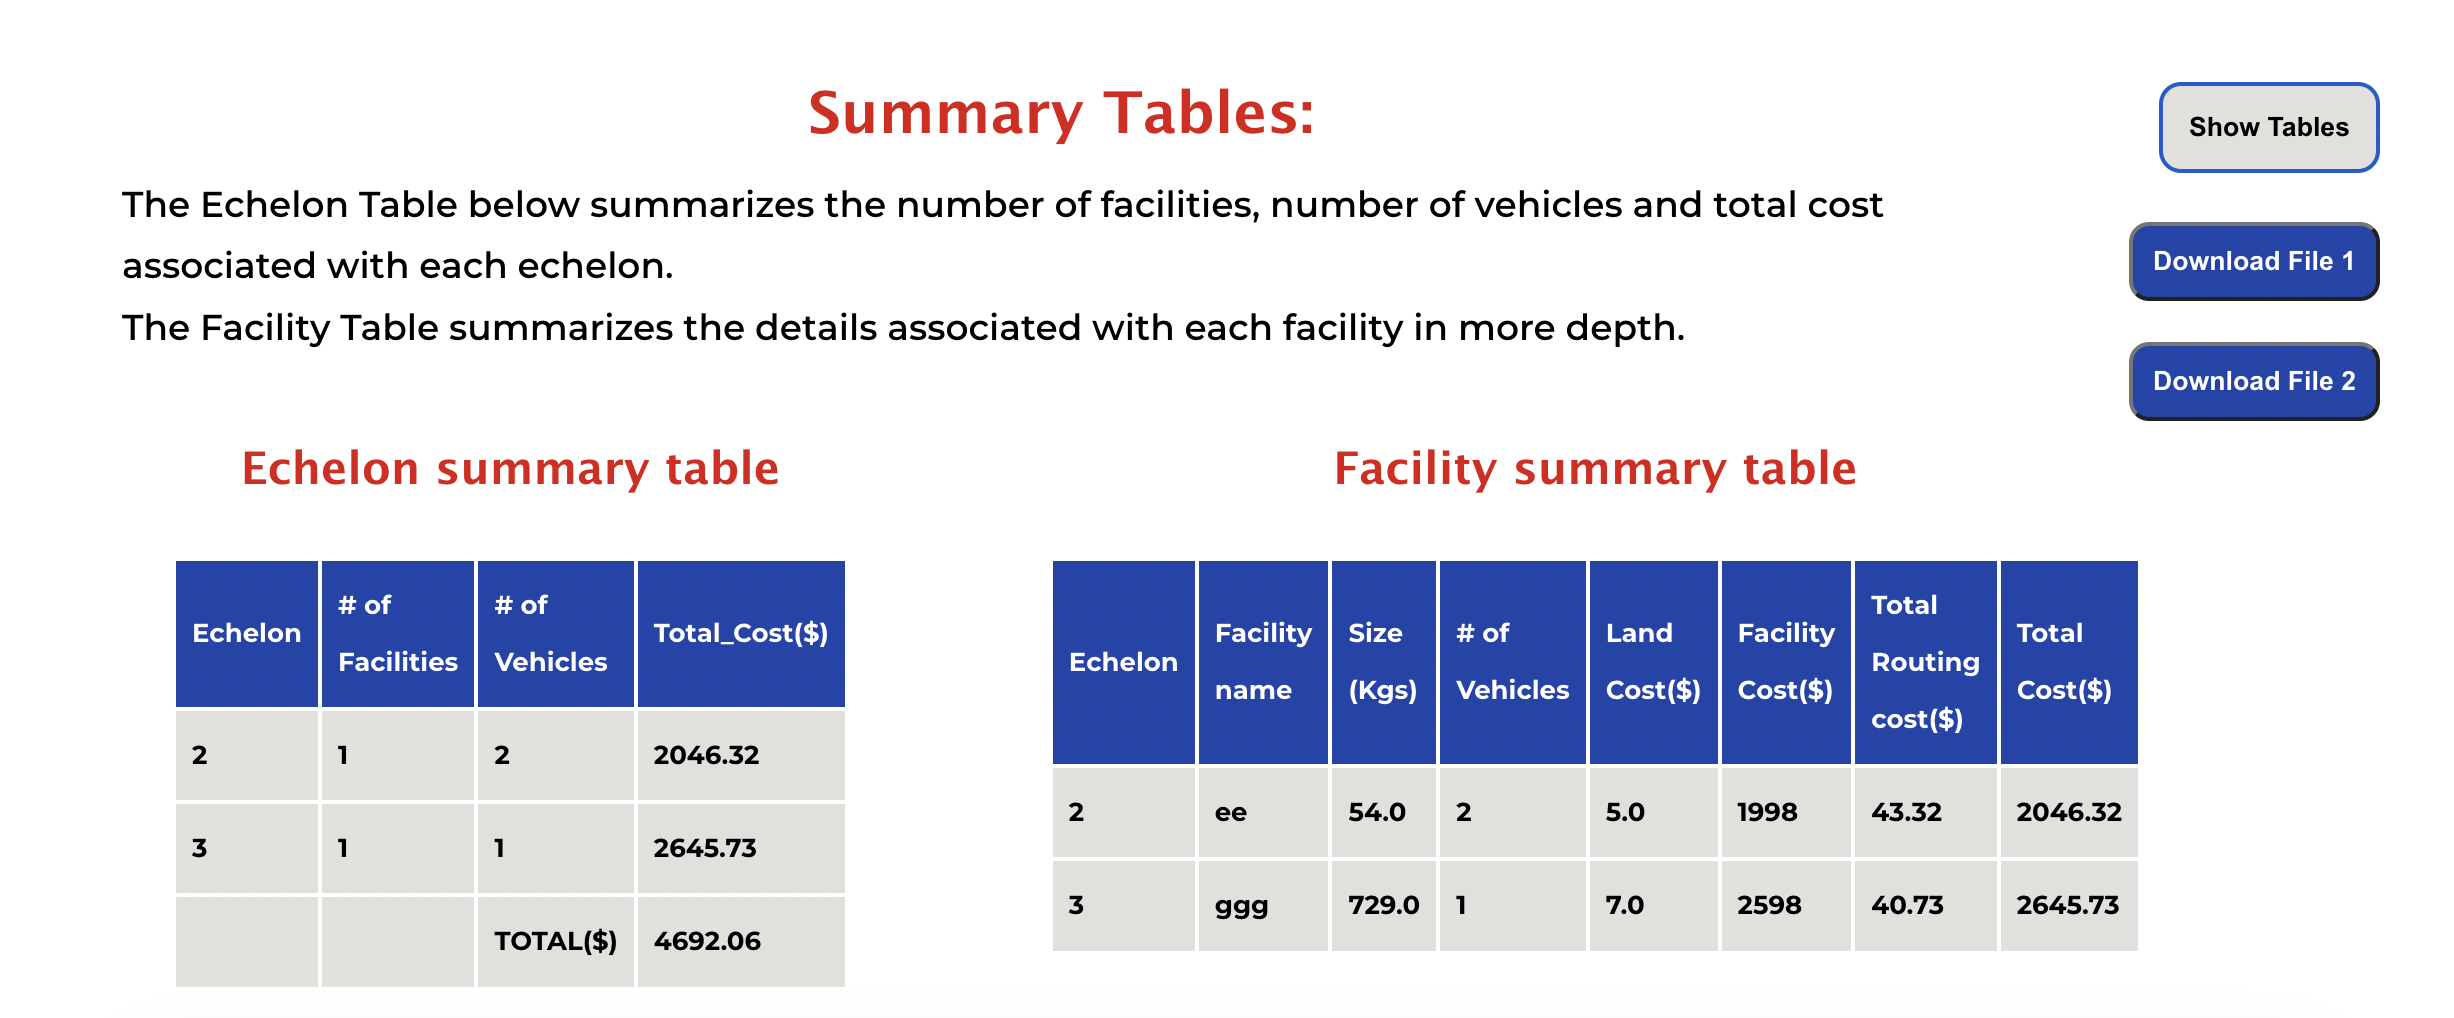 Summary Tables:
Show Tables
The Echelon Table below summarizes the number of facilities, number of vehicles and total cost
associated with each echelon.
The Facility Table summarizes the details associated with each facility in more depth.
Download File 1
Download File 2
Echelon summary table
Echelon # of Facilities # of Vehicles Total_Cost($)
2 1 2 2046.32
3 1 1 2645.73
TOTAL($) 4692.06
Facility summary table
Echelon Facility name Size (Kgs) # of Vehicles Land Cost($) Facility Cost($) Total Routing cost($) Total Cost($)
2 ee 54.0 2 5.0 1998 43.32 2046.32
3 ggg 729.0 1 7.0 2598 40.73 2645.73